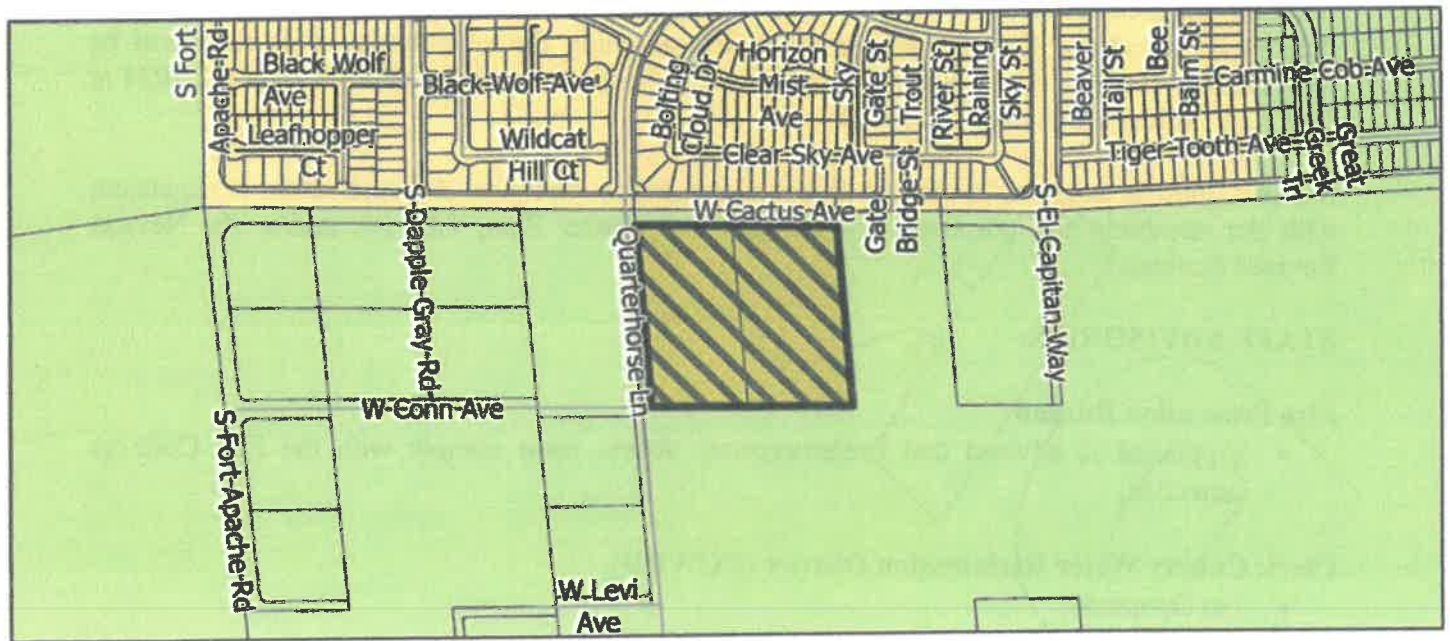 S Fort
Apache Rd
Black Wolf
Ave
Leafhopper
Ct
Black Wolf Ave
Wildcat
Hill Ct
Bolting
Cloud Dr
Horizon
Mist
Ave
Sky
Gate St
Trout
River St
Raining
Sky St
Clear Sky Ave
Beaver
Tail St
Bee
Balm St
Carmine Cob Ave
Tiger Tooth Ave
Great
Greek
Trl
W Cactus Ave
Gate
Bridge St
S Dapple Gray Rd
Quarterhorse Ln
S El Capitan Way
W Conn Ave
S Fort Apache Rd
W Levi
Ave